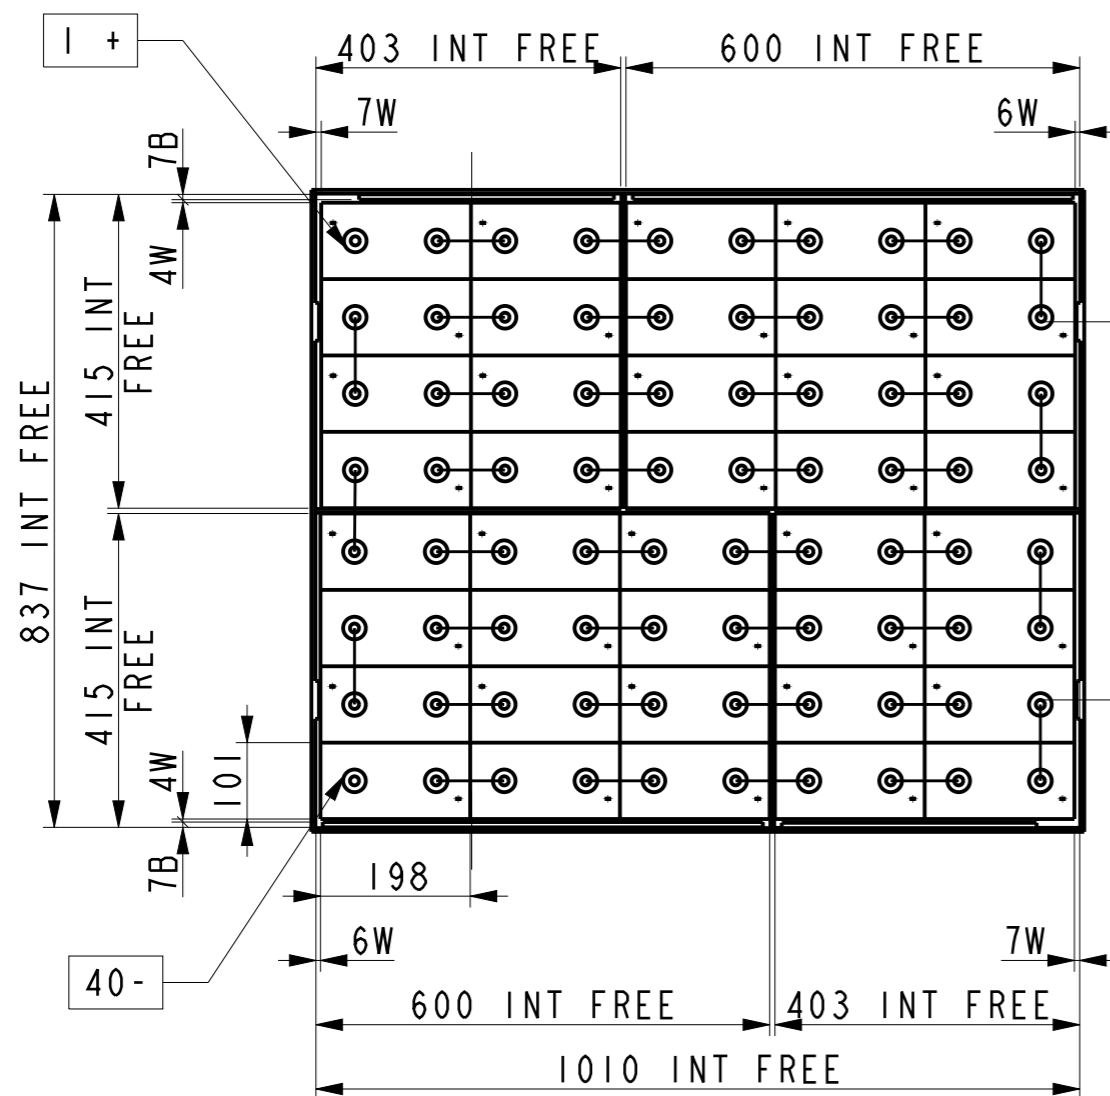 1 +
403 INT FREE
600 INT FREE
7W
6W
7B
4W
415 INT
FREE
837 INT FREE
415 INT
FREE
4W
101
7B
198
6W
7W
40-
600 INT FREE
403 INT FREE
1010 INT FREE